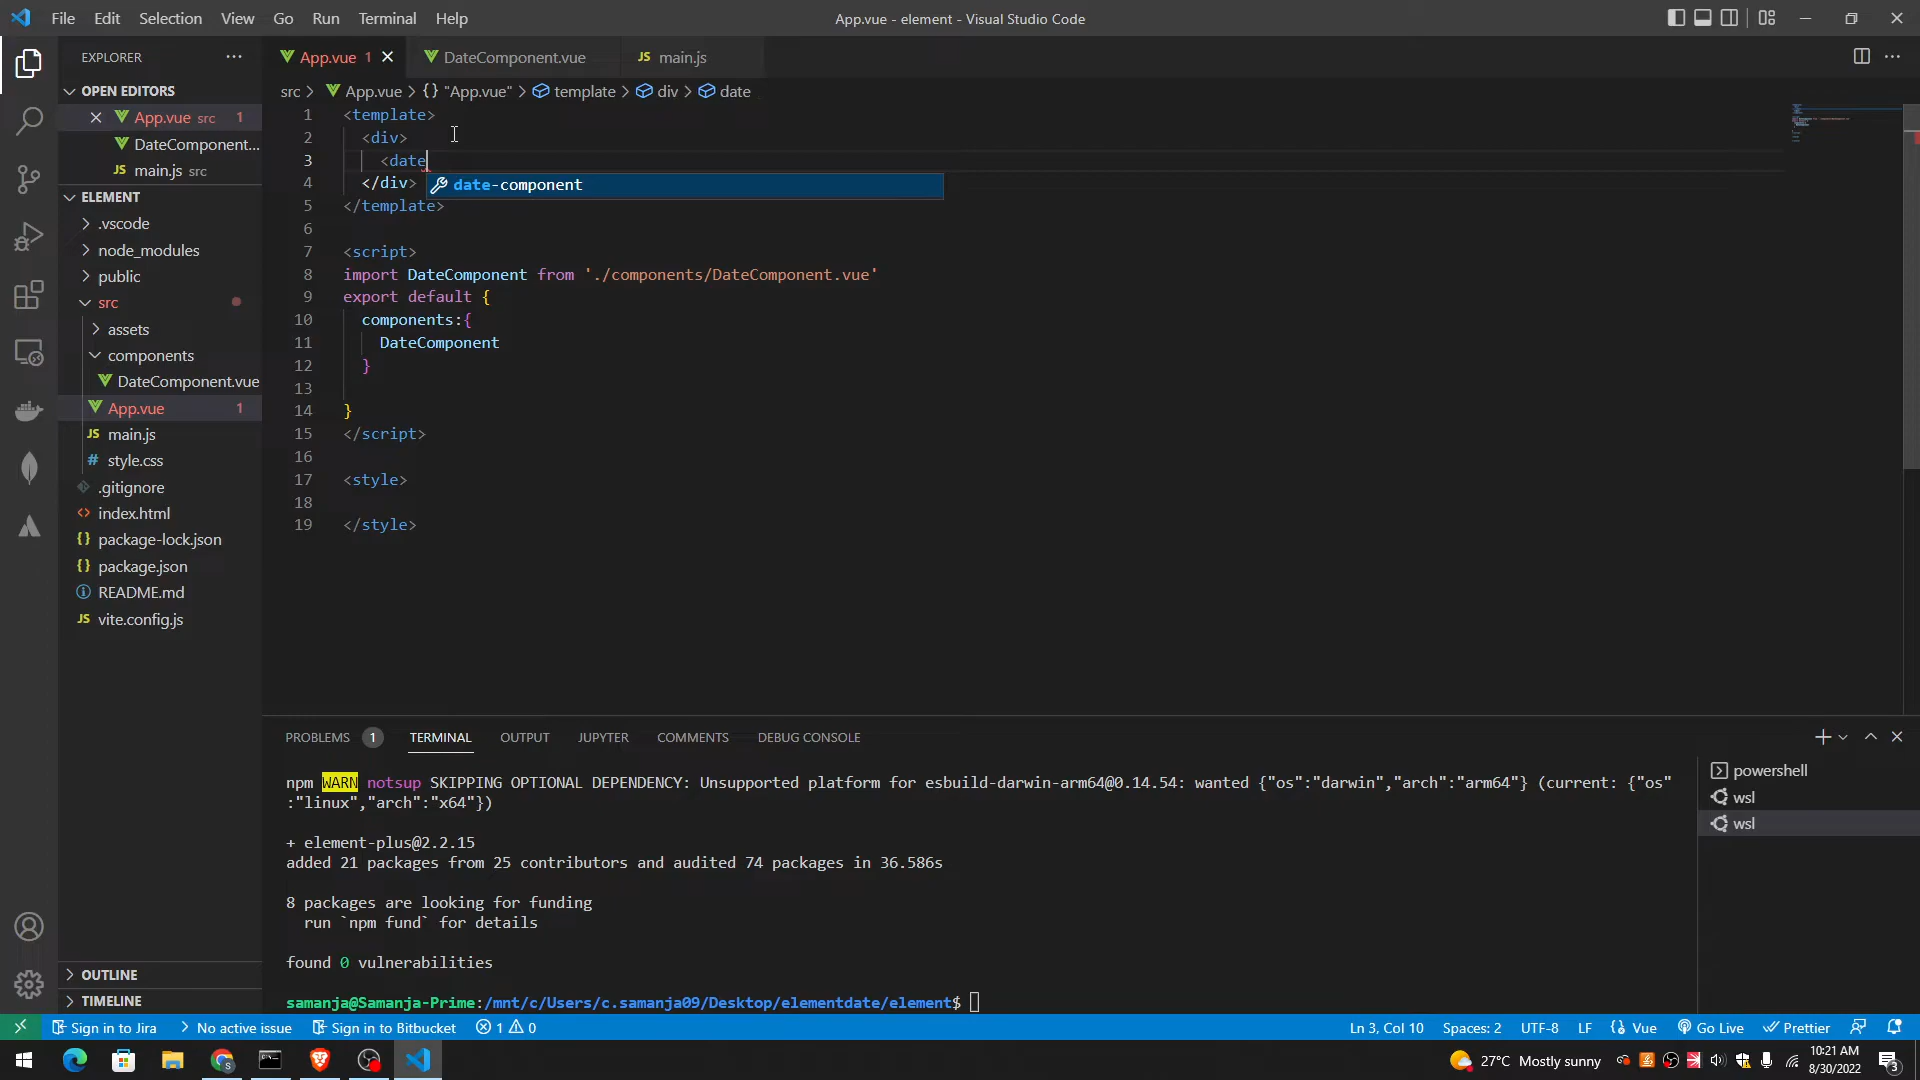 File Edit Selection View Go Run Terminal Help
App.vue - element - Visual Studio Code
EXPLORER
App.vue 1
DateComponent.vue
JS main.js
OPEN EDITORS
App.vue src 1
DateComponent...
JS main.js src
ELEMENT
.vscode
node_modules
public
src
assets
components
DateComponent.vue
App.vue 1
JS main.js
# style.css
.gitignore
<> index.html
{} package-lock.json
{} package.json
README.md
JS vite.config.js
OUTLINE
TIMELINE
src > App.vue > {} "App.vue" > template > div > date
1 <template>
2 <div>
3 <date
date-component
4 </div>
5 </template>
6
7 <script>
8 import DateComponent from './components/DateComponent.vue'
9 export default {
10 components:{
11 DateComponent
12 }
13
14 }
15 </script>
16
17 <style>
18
19 </style>
PROBLEMS 1 TERMINAL OUTPUT JUPYTER COMMENTS DEBUG CONSOLE
npm WARN notsup SKIPPING OPTIONAL DEPENDENCY: Unsupported platform for esbuild-darwin-arm64@0.14.54: wanted {"os":"darwin","arch":"arm64"} (current: {"os"
:"linux","arch":"x64"})
+ element-plus@2.2.15
added 21 packages from 25 contributors and audited 74 packages in 36.586s
8 packages are looking for funding
run `npm fund` for details
found 0 vulnerabilities
samanja@Samanja-Prime:/mnt/c/Users/c.samanja09/Desktop/elementdate/element$
powershell
wsl
wsl
Sign in to Jira No active issue Sign in to Bitbucket 1 0
Ln 3, Col 10 Spaces: 2 UTF-8 LF {} Vue Go Live Prettier
27°C Mostly sunny
10:21 AM
8/30/2022
3